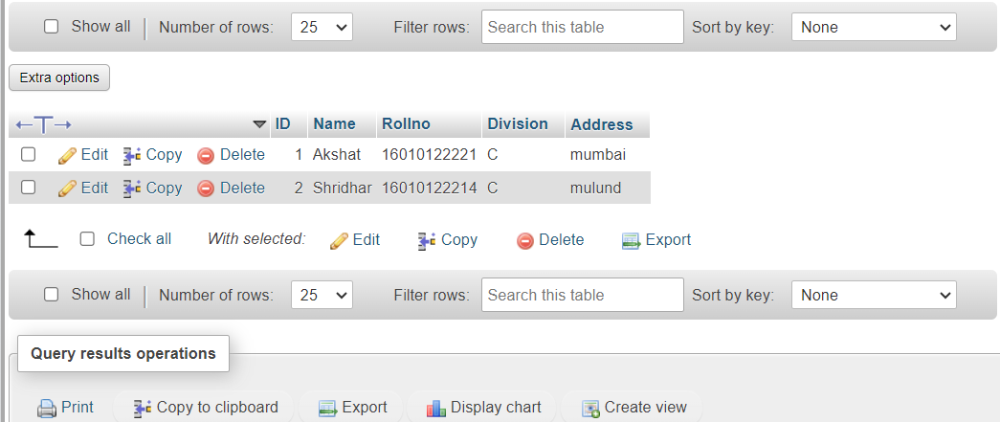 Show all Number of rows: 25 Filter rows: Search this table Sort by key: None
Extra options
ID Name Rollno Division Address
Edit Copy Delete 1 Akshat 16010122221 C mumbai
Edit Copy Delete 2 Shridhar 16010122214 C mulund
Check all With selected: Edit Copy Delete Export
Show all Number of rows: 25 Filter rows: Search this table Sort by key: None
Query results operations
Print Copy to clipboard Export Display chart Create view